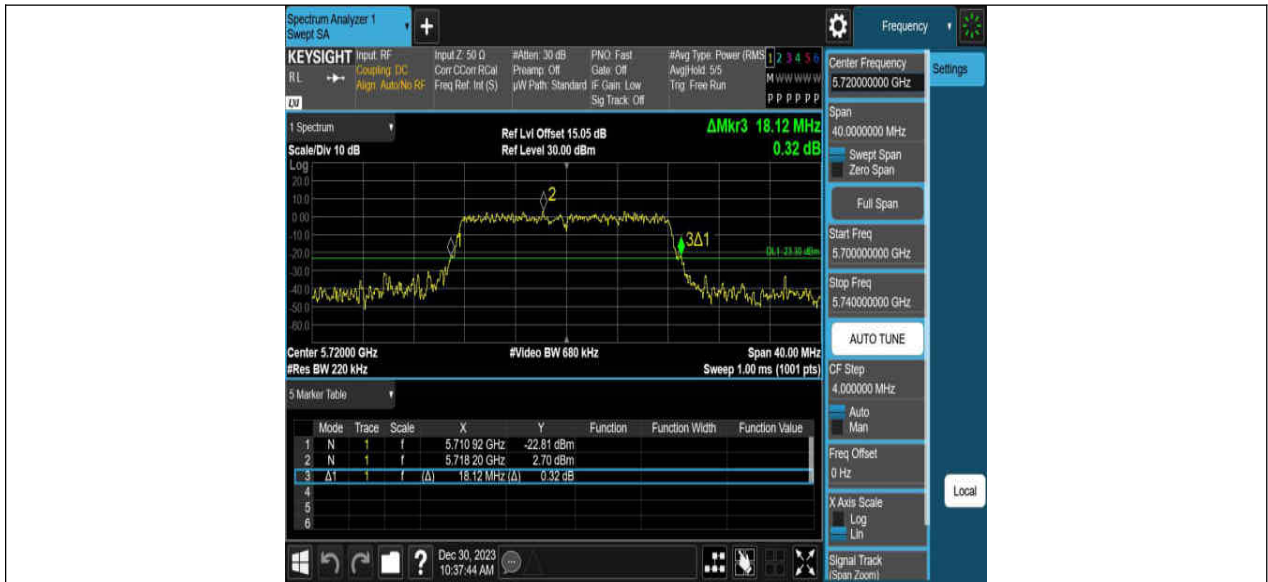 Spectrum Analyzer 1
Swept SA
+
Frequency
KEYSIGHT
RL
LXI
Input: RF
Coupling: DC
Align: Auto/No RF
Input Z: 50 Ω
Corr CCorr RCal
Freq Ref: Int (S)
#Atten: 30 dB
Preamp: Off
µW Path: Standard
PNO: Fast
Gate: Off
IF Gain: Low
Sig Track: Off
#Avg Type: Power (RMS
Avg|Hold: 5/5
Trig: Free Run
1 2 3 4 5 6
M W W W W W
P P P P P P
1 Spectrum
Scale/Div 10 dB
Ref Lvl Offset 15.05 dB
Ref Level 30.00 dBm
ΔMkr3 18.12 MHz
0.32 dB
Log
20.0
10.0
0.00
-10.0
-20.0
-30.0
-40.0
-50.0
-60.0
2
1
3Δ1
DL1 -23.30 dBm
Center 5.72000 GHz
#Video BW 680 kHz
Span 40.00 MHz
#Res BW 220 kHz
Sweep 1.00 ms (1001 pts)
5 Marker Table
Mode Trace Scale X Y Function Function Width Function Value
1 N 1 f 5.710 92 GHz -22.81 dBm
2 N 1 f 5.718 20 GHz 2.70 dBm
3 Δ1 1 f (Δ) 18.12 MHz (Δ) 0.32 dB
4
5
6
?
Dec 30, 2023
10:37:44 AM
Center Frequency
5.720000000 GHz
Settings
Span
40.0000000 MHz
Swept Span
Zero Span
Full Span
Start Freq
5.700000000 GHz
Stop Freq
5.740000000 GHz
AUTO TUNE
CF Step
4.000000 MHz
Auto
Man
Freq Offset
0 Hz
X Axis Scale
Log
Lin
Signal Track
(Span Zoom)
Local